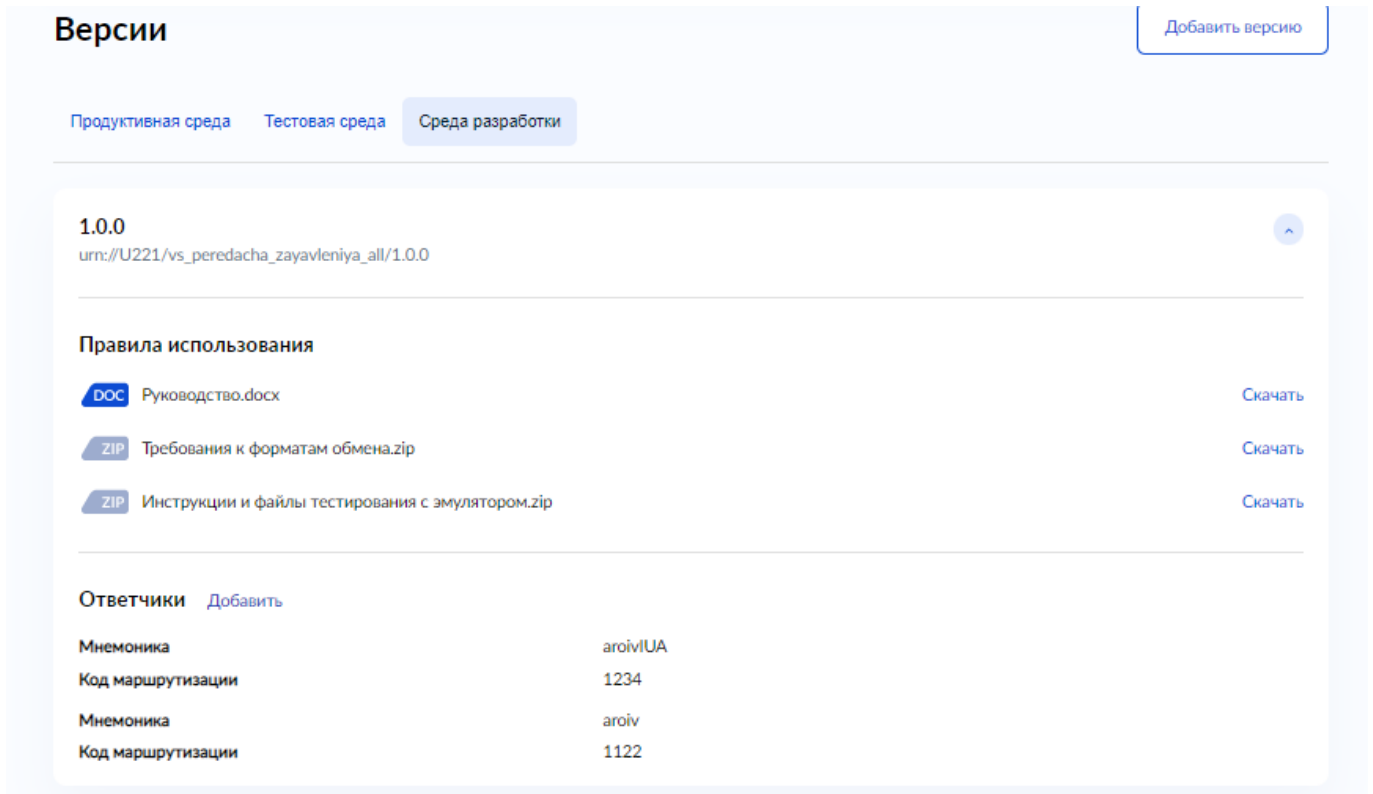 Версии
Добавить версию
Продуктивная среда Тестовая среда Среда разработки
1.0.0
urn://U221/vs_peredacha_zayavleniya_all/1.0.0
Правила использования
DOC Руководство.docx Скачать
ZIP Требования к форматам обмена.zip Скачать
ZIP Инструкции и файлы тестирования с эмулятором.zip Скачать
Ответчики Добавить
Мнемоника aroivIUA
Код маршрутизации 1234
Мнемоника aroiv
Код маршрутизации 1122